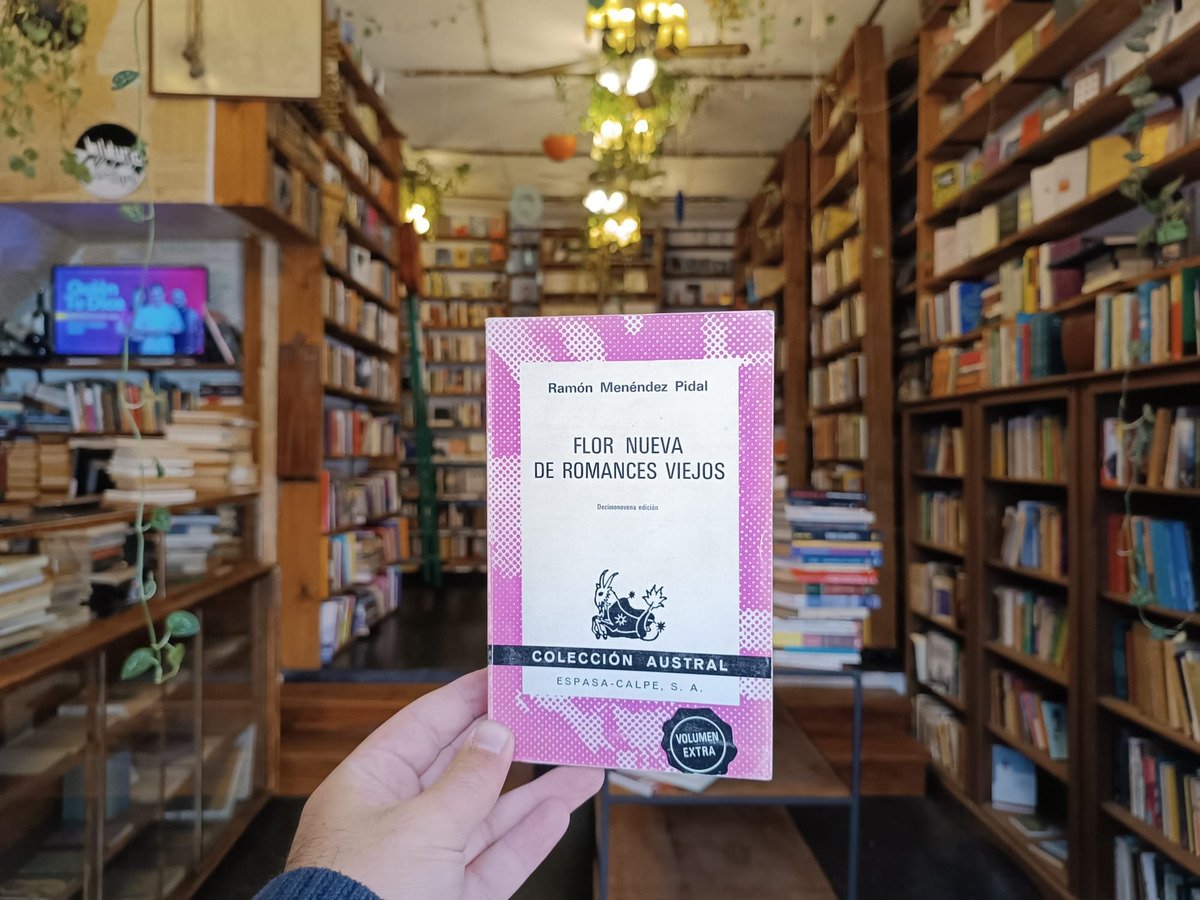 Ramón Menéndez Pidal
FLOR NUEVA
DE ROMANCES VIEJOS
Decimonovena edición
COLECCIÓN AUSTRAL
ESPASA-CALPE, S. A.
VOLUMEN
EXTRA